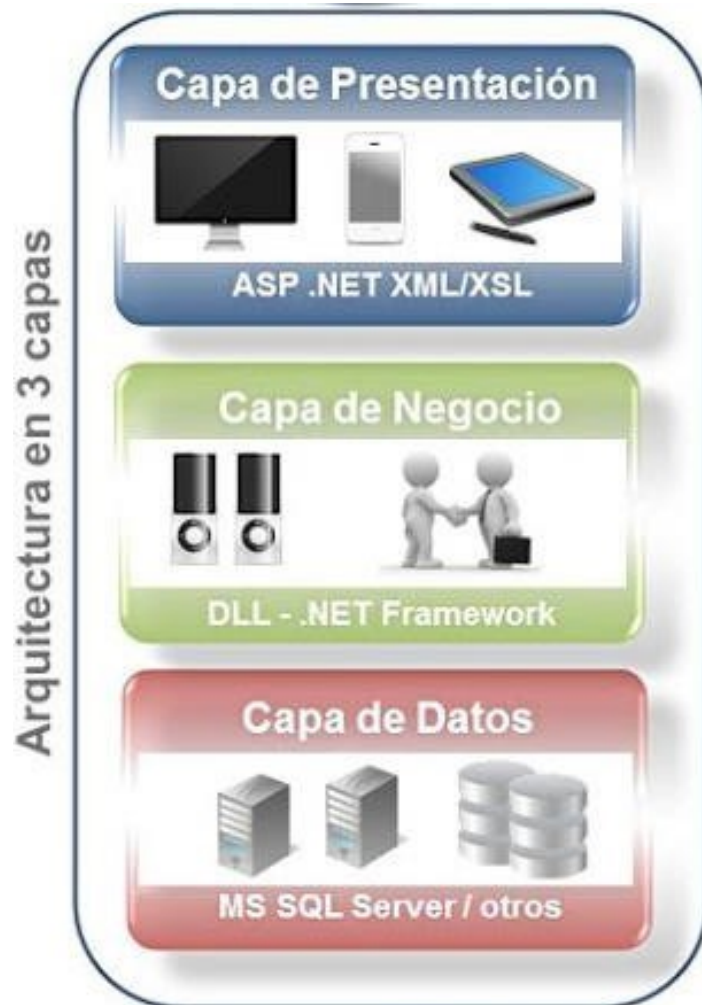 Arquitectura en 3 capas
Capa de Presentación
ASP .NET XML/XSL
Capa de Negocio
DLL - .NET Framework
Capa de Datos
MS SQL Server / otros